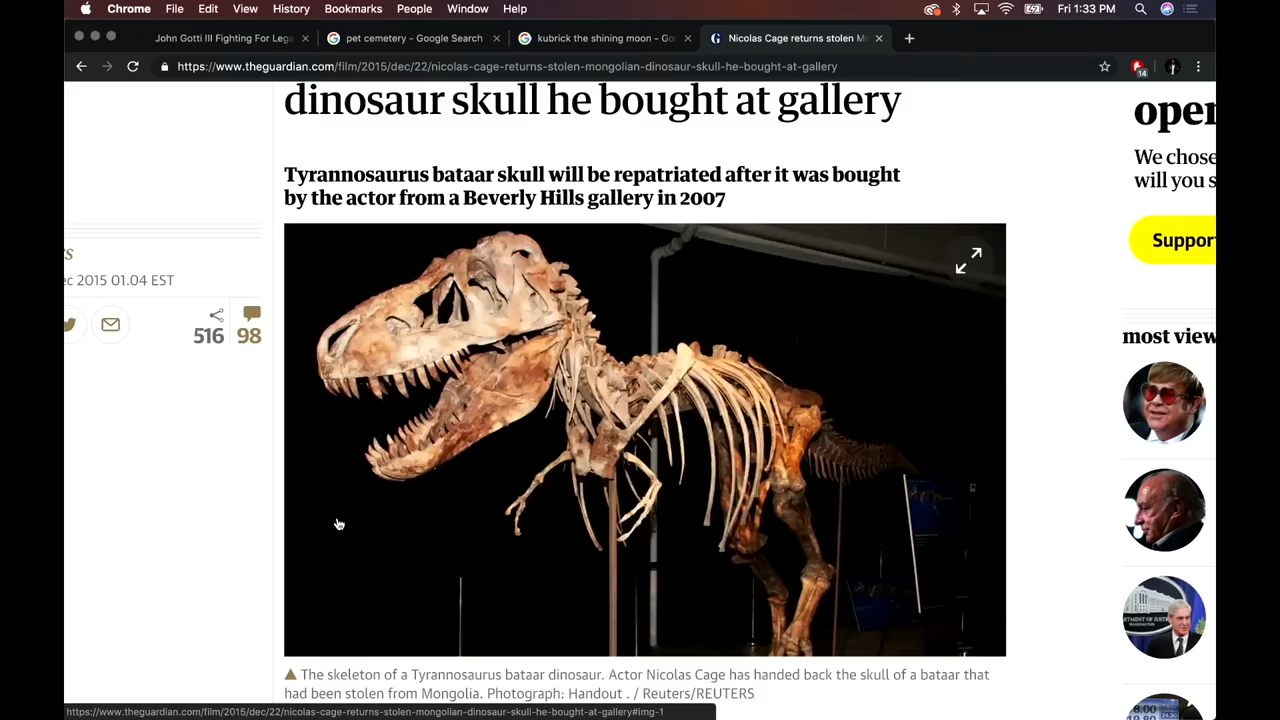 Chrome File Edit View History Bookmarks People Window Help Fri 1:33 PM
John Gotti III Fighting For Lega
pet cemetery - Google Search
kubrick the shining moon - Go
Nicolas Cage returns stolen M
https://www.theguardian.com/film/2015/dec/22/nicolas-cage-returns-stolen-mongolian-dinosaur-skull-he-bought-at-gallery
14
dinosaur skull he bought at gallery
Tyrannosaurus bataar skull will be repatriated after it was bought
by the actor from a Beverly Hills gallery in 2007
ec 2015 01.04 EST
516 98
open
We chose
will you s
Support
most view
The skeleton of a Tyrannosaurus bataar dinosaur. Actor Nicolas Cage has handed back the skull of a bataar that
had been stolen from Mongolia. Photograph: Handout . / Reuters/REUTERS
https://www.theguardian.com/film/2015/dec/22/nicolas-cage-returns-stolen-mongolian-dinosaur-skull-he-bought-at-gallery#img-1